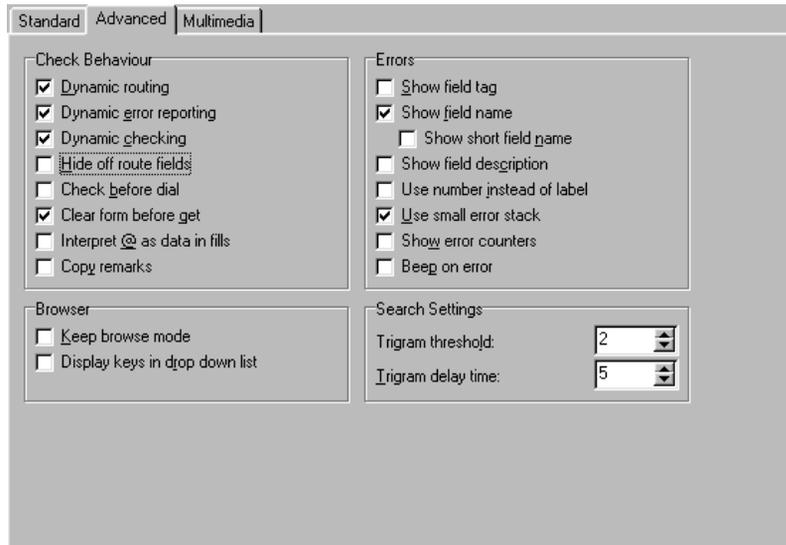 Standard Advanced Multimedia
Check Behaviour
Dynamic routing
Dynamic error reporting
Dynamic checking
Hide off route fields
Check before dial
Clear form before get
Interpret @ as data in fills
Copy remarks
Errors
Show field tag
Show field name
Show short field name
Show field description
Use number instead of label
Use small error stack
Show error counters
Beep on error
Browser
Keep browse mode
Display keys in drop down list
Search Settings
Trigram threshold: 2
Trigram delay time: 5